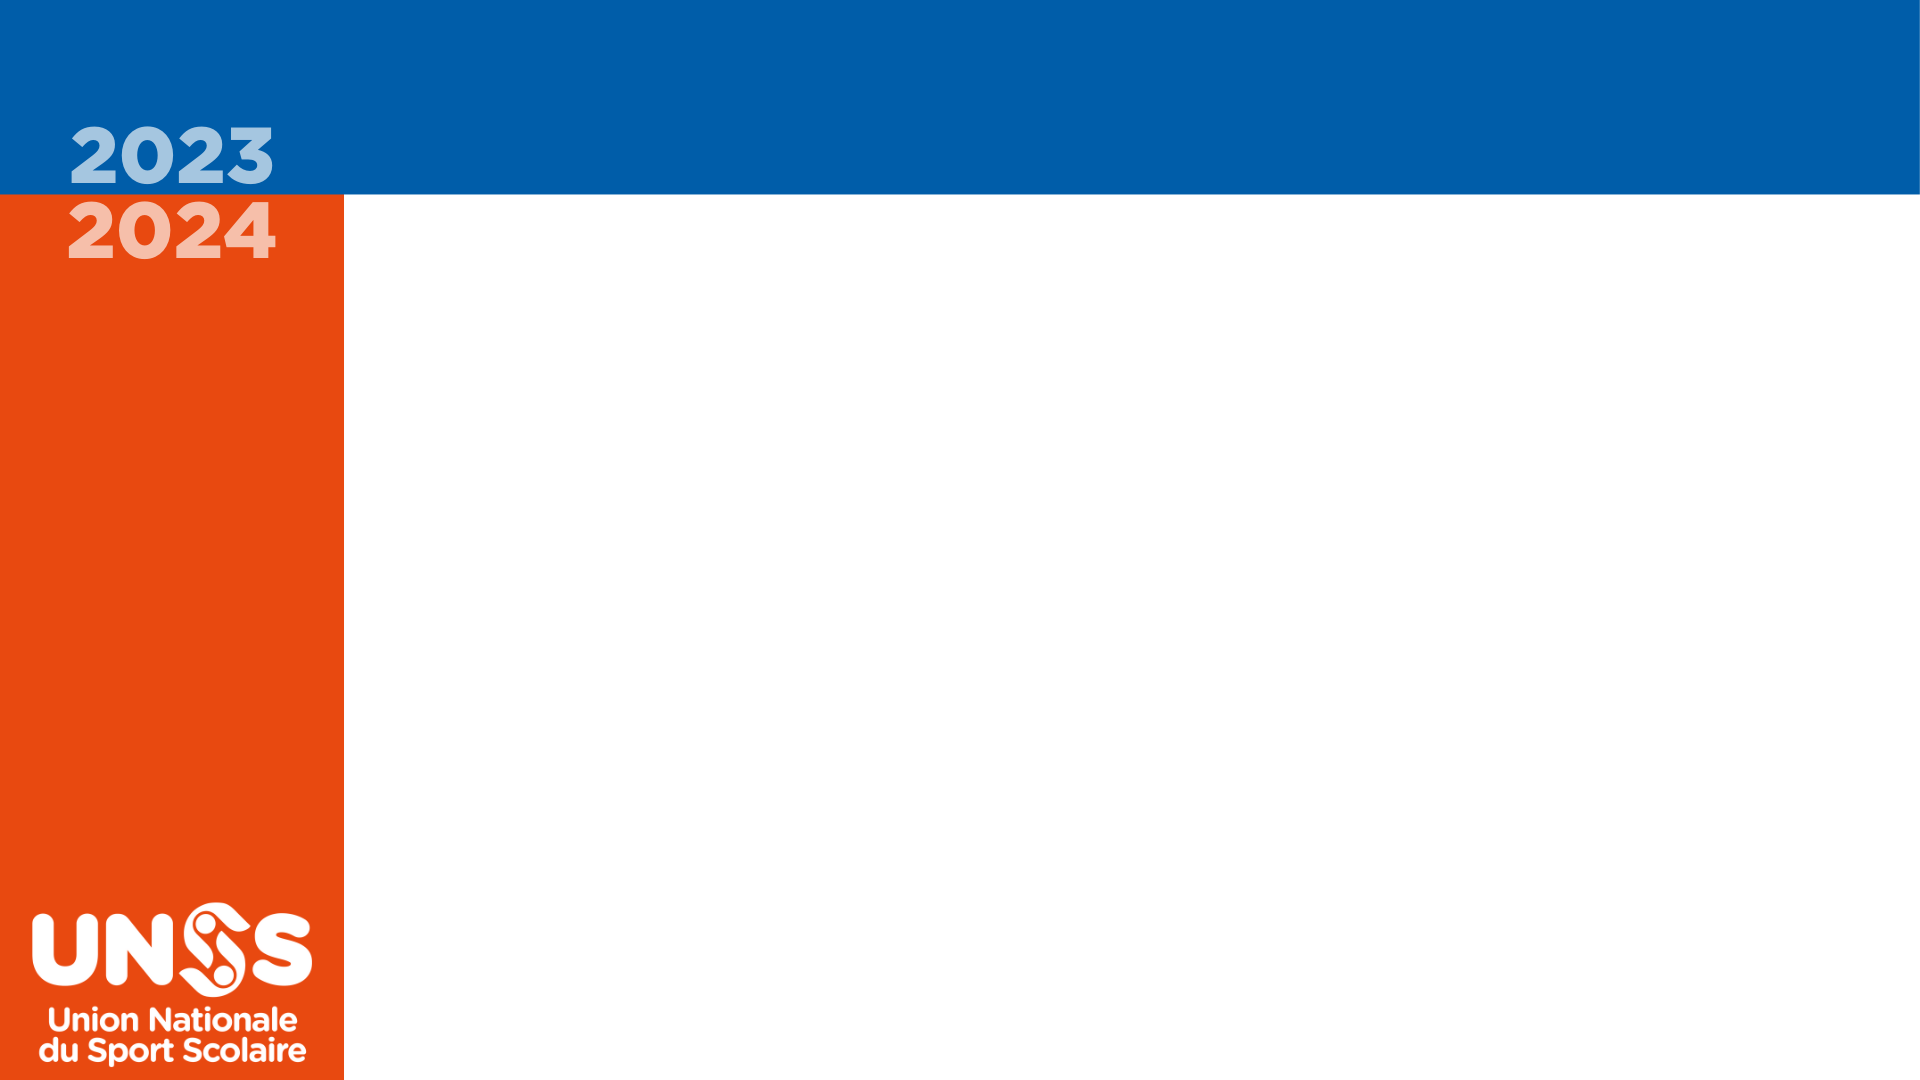 2023
2024
UNSS
Union Nationale
du Sport Scolaire